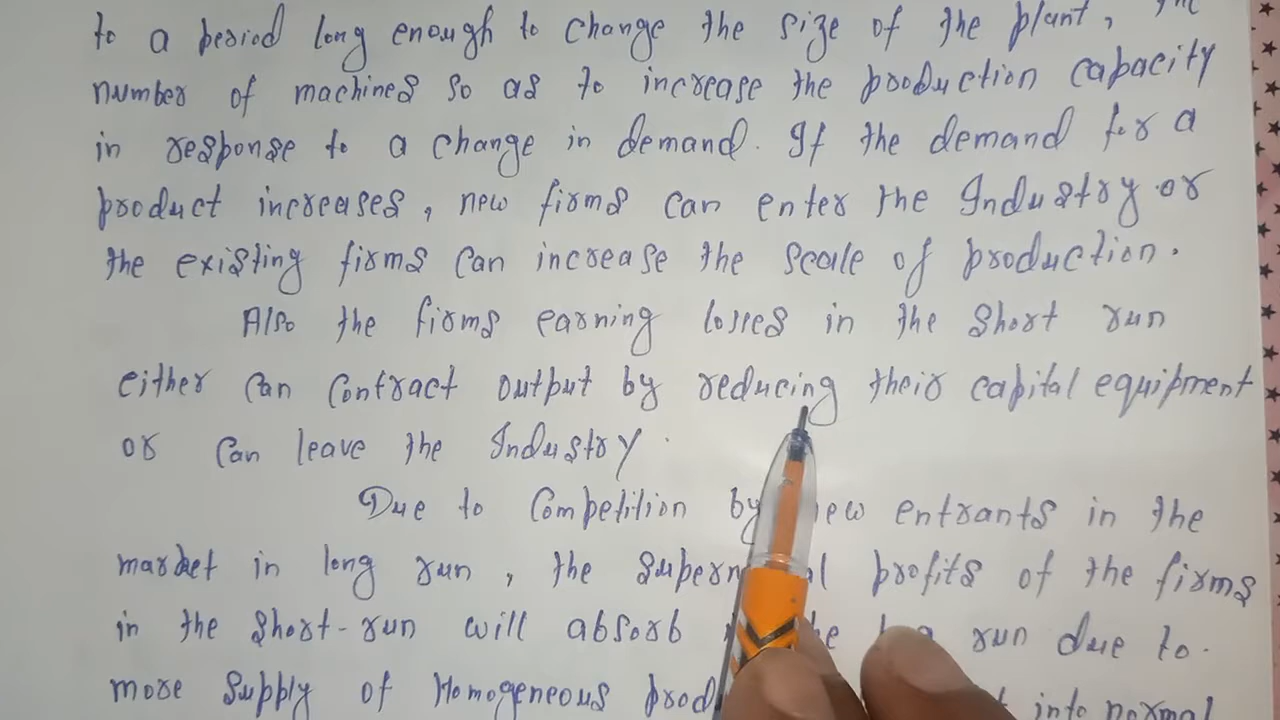 to a period long enough to change the size of the plant, the
number of machines so as to increase the production capacity
in response to a change in demand. If the demand for a
product increases, new firms can enter the Industry or
the existing firms can increase the scale of production.
Also the firms earning losses in the short run
either can contract output by reducing their capital equipment
or can leave the Industry.
Due to Competition by new entrants in the
market in long run, the profits of the firms
in the short-run will absorb run due to
more supply of Homogeneous into normal